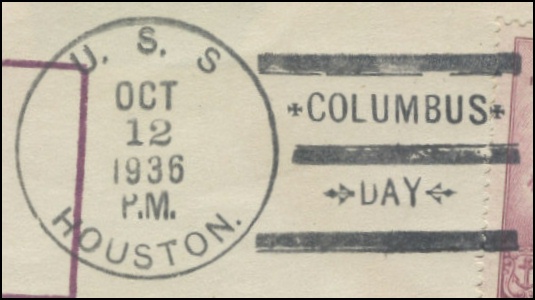 U. S. S
OCT
12
1936
P.M.
HOUSTON.
COLUMBUS
DAY